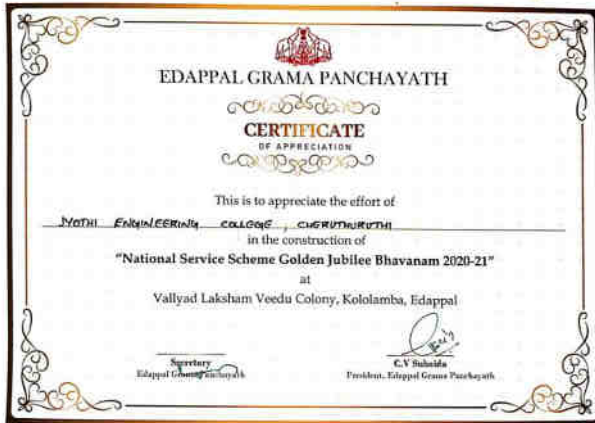 EDAPPAL GRAMA PANCHAYATH
CERTIFICATE
OF APPRECIATION
This is to appreciate the effort of
JYOTHI ENGINEERING COLLEGE, CHERUTHURUTHI
in the construction of
"National Service Scheme Golden Jubilee Bhavanam 2020-21"
at
Vallyad Laksham Veedu Colony, Kololamba, Edappal
Secretary
Edappal Grama Panchayath
C.V Subaida
President, Edappal Grama Panchayath